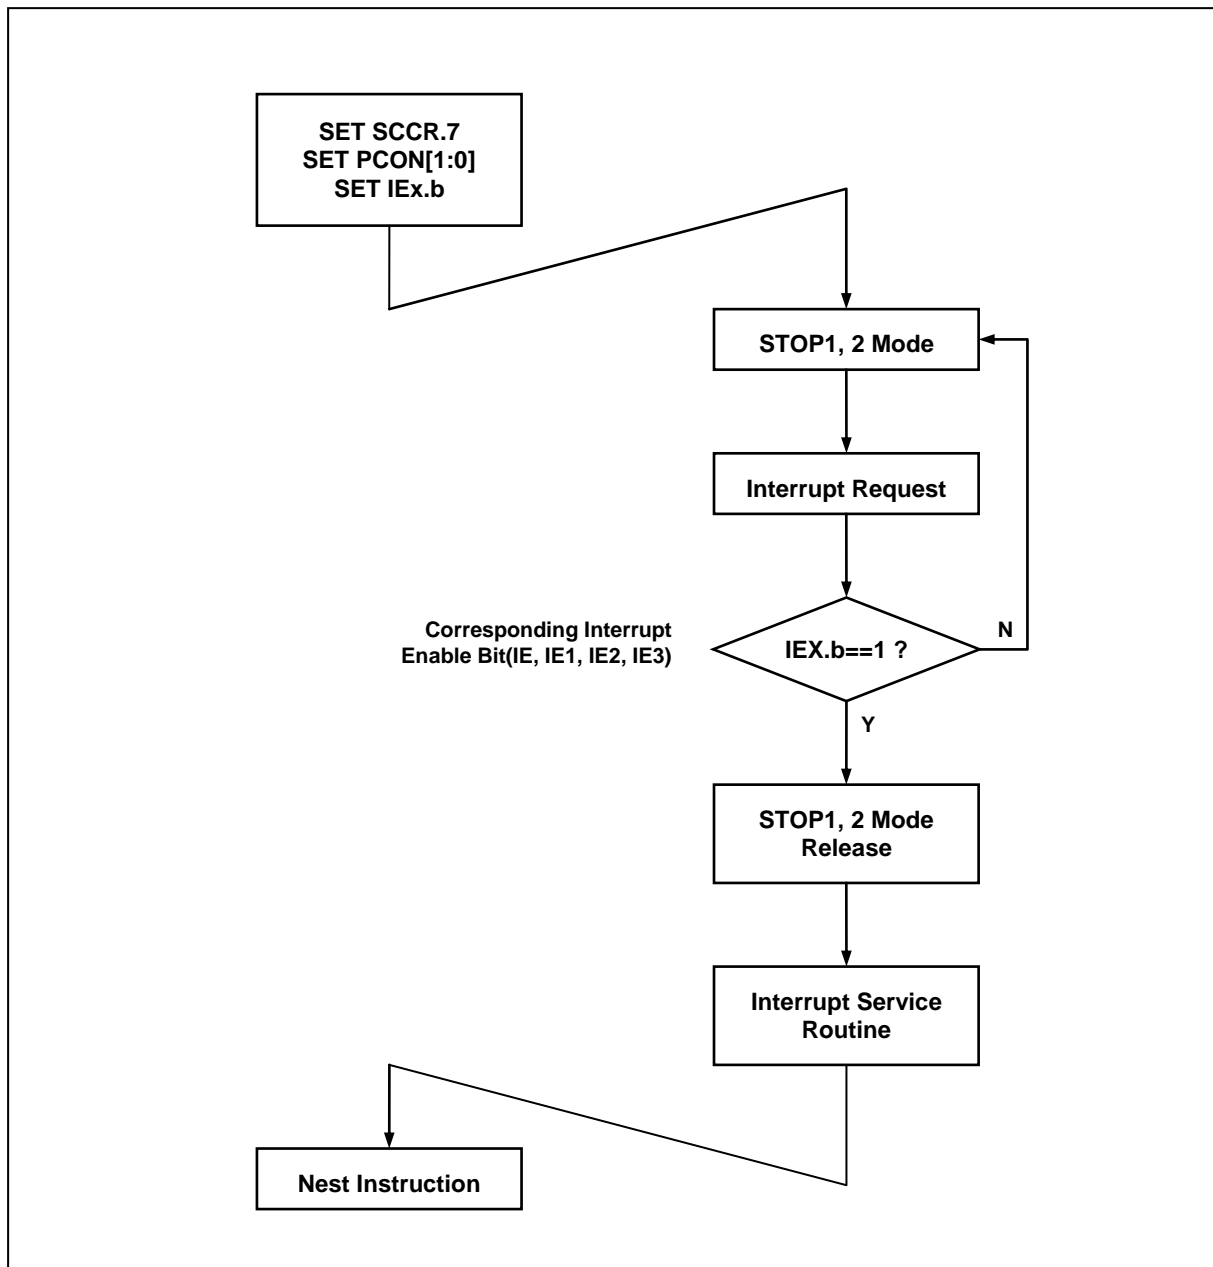 SET SCCR.7
SET PCON[1:0]
SET IEx.b
STOP1, 2 Mode
Interrupt Request
Corresponding Interrupt
Enable Bit(IE, IE1, IE2, IE3)
IEX.b==1 ?
N
Y
STOP1, 2 Mode
Release
Interrupt Service
Routine
Nest Instruction